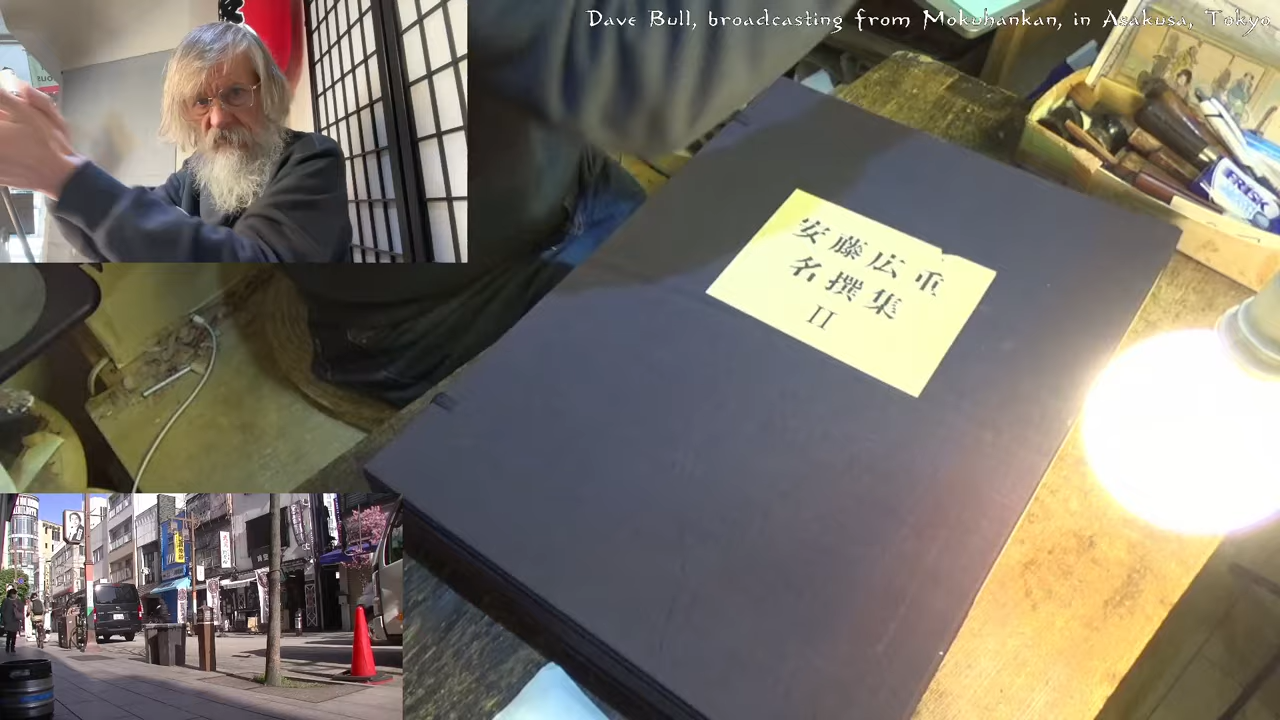 Dave Bull, broadcasting from Mokuhankan, in Asakusa, Tokyo
安藤広重
名撰集
II
FRISK